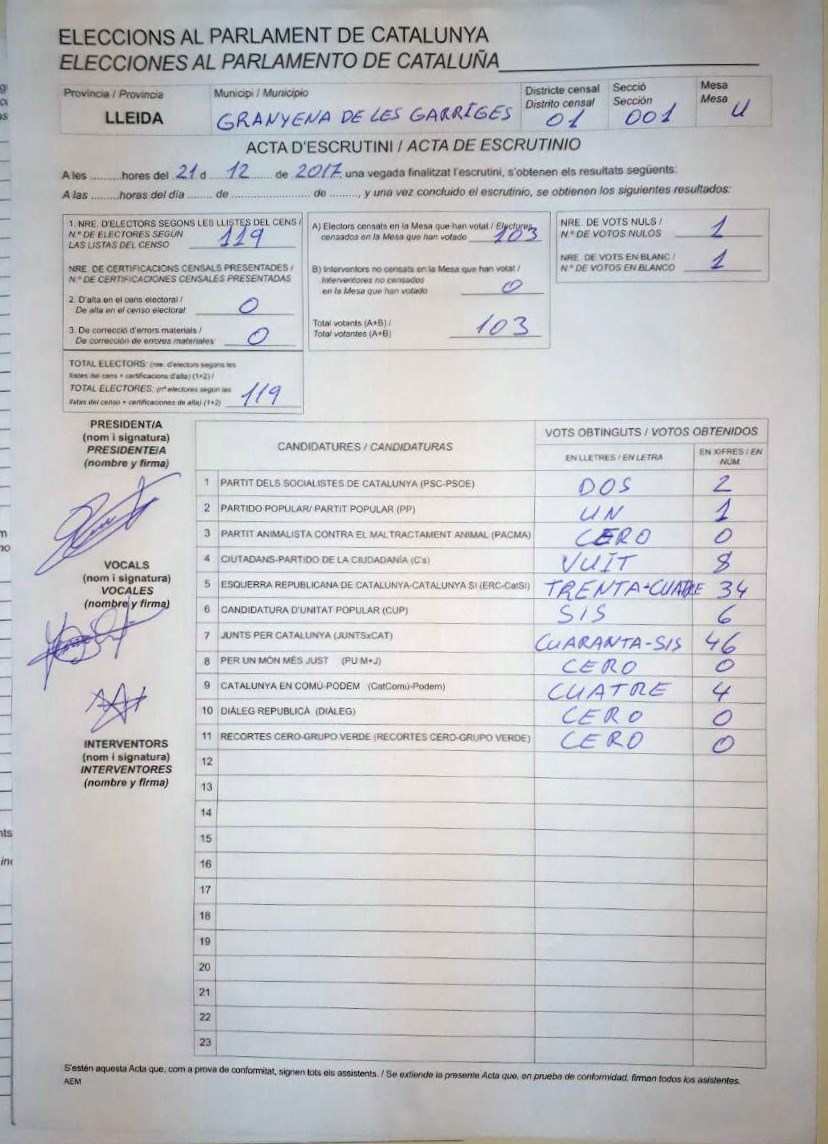 ELECCIONS AL PARLAMENT DE CATALUNYA
ELECCIONES AL PARLAMENTO DE CATALUÑA
Provincia / Provincia
LLEIDA
Municipi / Municipio
GRANYENA DE LES GARRIGES
Districte censal
Distrito censal
01
Secció
Sección
001
Mesa
Mesa
U
ACTA D'ESCRUTINI / ACTA DE ESCRUTINIO
A les .........hores del 21 d 12 de 2017, una vegada finalitzat l'escrutini, s'obtenen els resultats següents:
A las .........horas del día ....... de .................... de ........, y una vez concluido el escrutinio, se obtienen los siguientes resultados:
1. NRE. D'ELECTORS SEGONS LES LLISTES DEL CENS /
N.º DE ELECTORES SEGÚN
LAS LISTAS DEL CENSO
119
NRE. DE CERTIFICACIONS CENSALS PRESENTADES /
N.º DE CERTIFICACIONES CENSALES PRESENTADAS
2. D'alta en el cens electoral /
De alta en el censo electoral:
0
3. De correcció d'errors materials /
De corrección de errores materiales:
0
TOTAL ELECTORS: (nre. d'electors segons les
llistes del cens + certificacions d'alta) (1+2) /
TOTAL ELECTORES: (nº electores según las
listas del censo + certificaciones de alta) (1+2)
119
A) Electors censats en la Mesa que han votat / Electores
censados en la Mesa que han votado
103
B) Interventors no censats en la Mesa que han votat /
Interventores no censados
en la Mesa que han votado
0
Total votants (A+B) /
Total votantes (A+B)
103
NRE. DE VOTS NULS /
N.º DE VOTOS NULOS
1
NRE. DE VOTS EN BLANC /
N.º DE VOTOS EN BLANCO
1
PRESIDENT/A
(nom i signatura)
PRESIDENTE/A
(nombre y firma)
VOCALS
(nom i signatura)
VOCALES
(nombre y firma)
INTERVENTORS
(nom i signatura)
INTERVENTORES
(nombre y firma)
CANDIDATURES / CANDIDATURAS
VOTS OBTINGUTS / VOTOS OBTENIDOS
EN LLETRES / EN LETRA
EN XIFRES / EN NÚM.
1 PARTIT DELS SOCIALISTES DE CATALUNYA (PSC-PSOE) DOS 2
2 PARTIDO POPULAR/ PARTIT POPULAR (PP) UN 1
3 PARTIT ANIMALISTA CONTRA EL MALTRACTAMENT ANIMAL (PACMA) CERO 0
4 CIUTADANS-PARTIDO DE LA CIUDADANÍA (C's) VUIT 8
5 ESQUERRA REPUBLICANA DE CATALUNYA-CATALUNYA SI (ERC-CatSI) TRENTA-CUATRE 34
6 CANDIDATURA D'UNITAT POPULAR (CUP) SIS 6
7 JUNTS PER CATALUNYA (JUNTSxCAT) CUARANTA-SIS 46
8 PER UN MÓN MÉS JUST (PUM+J) CERO 0
9 CATALUNYA EN COMÚ-PODEM (CatComú-Podem) CUATRE 4
10 DIÀLEG REPUBLICÀ (DIÀLEG) CERO 0
11 RECORTES CERO-GRUPO VERDE (RECORTES CERO-GRUPO VERDE) CERO 0
12
13
14
15
16
17
18
19
20
21
22
23
S'estén aquesta Acta que, com a prova de conformitat, signen tots els assistents. / Se extiende la presente Acta que, en prueba de conformidad, firman todos los asistentes.
AEM